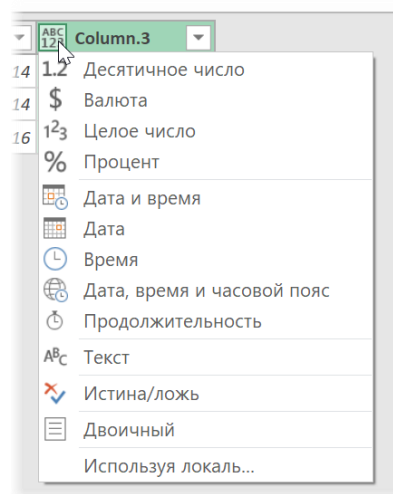 ABC 123 Column.3
14
1.2 Десятичное число
14
$ Валюта
16
123 Целое число
% Процент
Дата и время
Дата
Время
Дата, время и часовой пояс
Продолжительность
ABC Текст
Истина/ложь
Двоичный
Используя локаль...